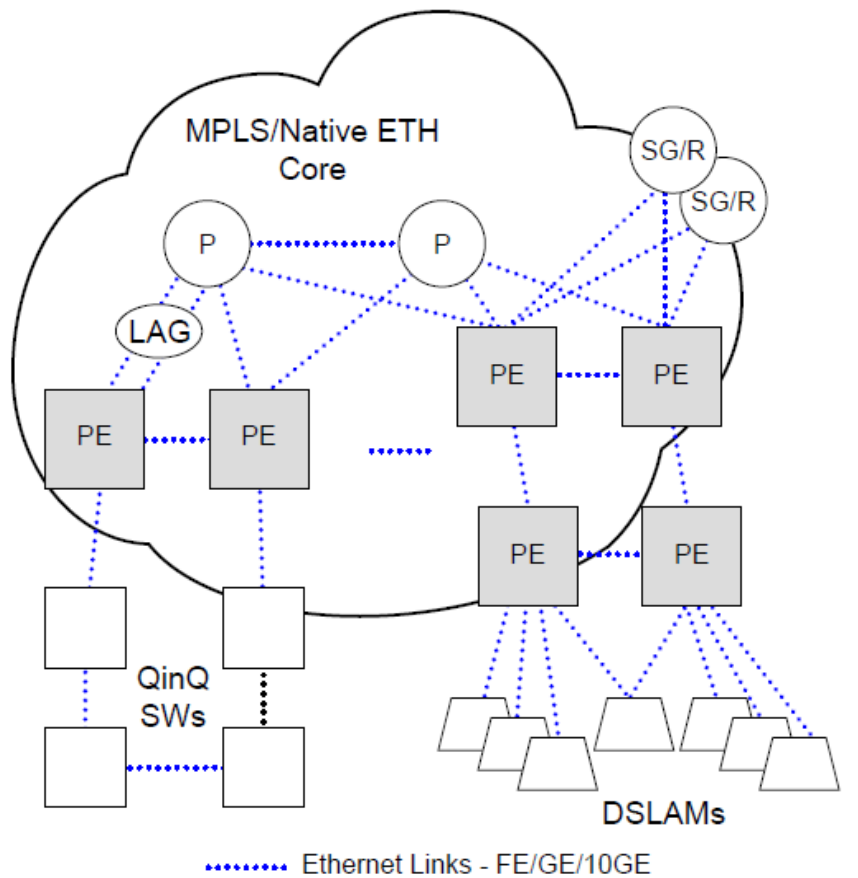 MPLS/Native ETH
Core
SG/R
SG/R
P
P
LAG
PE
PE
PE
PE
PE
PE
QinQ
SWs
DSLAMs
Ethernet Links - FE/GE/10GE